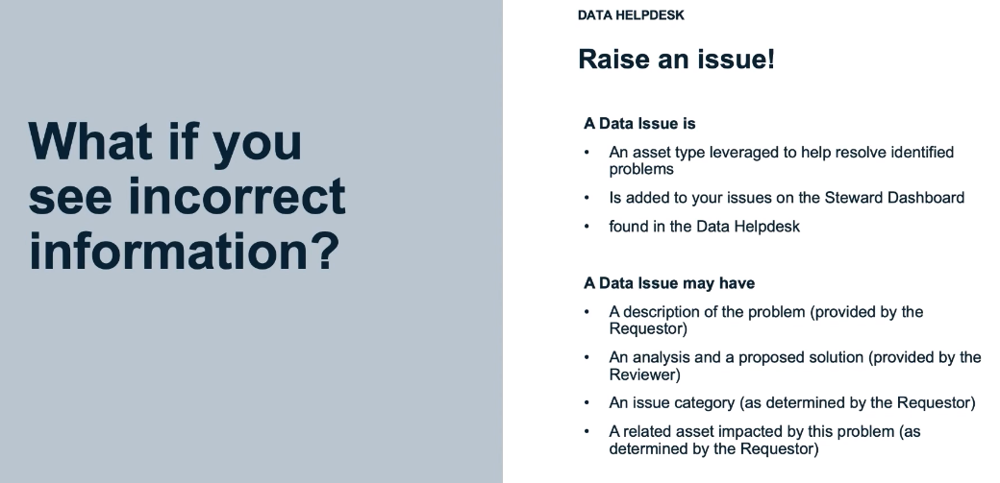 What if you
see incorrect
information?
DATA HELPDESK
Raise an issue!
A Data Issue is
• An asset type leveraged to help resolve identified
problems
• Is added to your issues on the Steward Dashboard
• found in the Data Helpdesk
A Data Issue may have
• A description of the problem (provided by the
Requestor)
• An analysis and a proposed solution (provided by the
Reviewer)
• An issue category (as determined by the Requestor)
• A related asset impacted by this problem (as
determined by the Requestor)